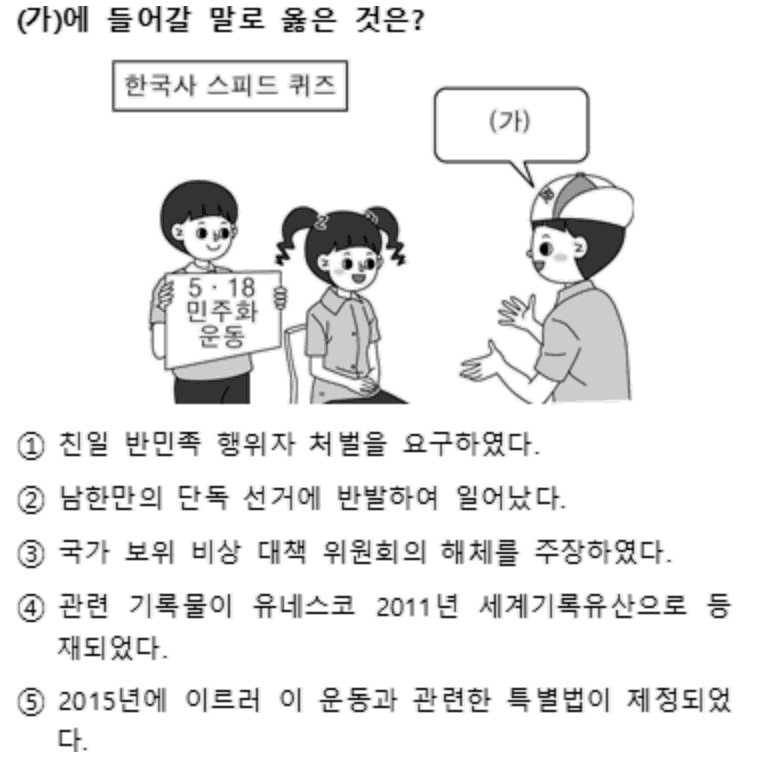 (가)에 들어갈 말로 옳은 것은?
한국사 스피드 퀴즈
(가)
5 · 18
민주화
운동
① 친일 반민족 행위자 처벌을 요구하였다.
② 남한만의 단독 선거에 반발하여 일어났다.
③ 국가 보위 비상 대책 위원회의 해체를 주장하였다.
④ 관련 기록물이 유네스코 2011년 세계기록유산으로 등
재되었다.
⑤ 2015년에 이르러 이 운동과 관련한 특별법이 제정되었
다.